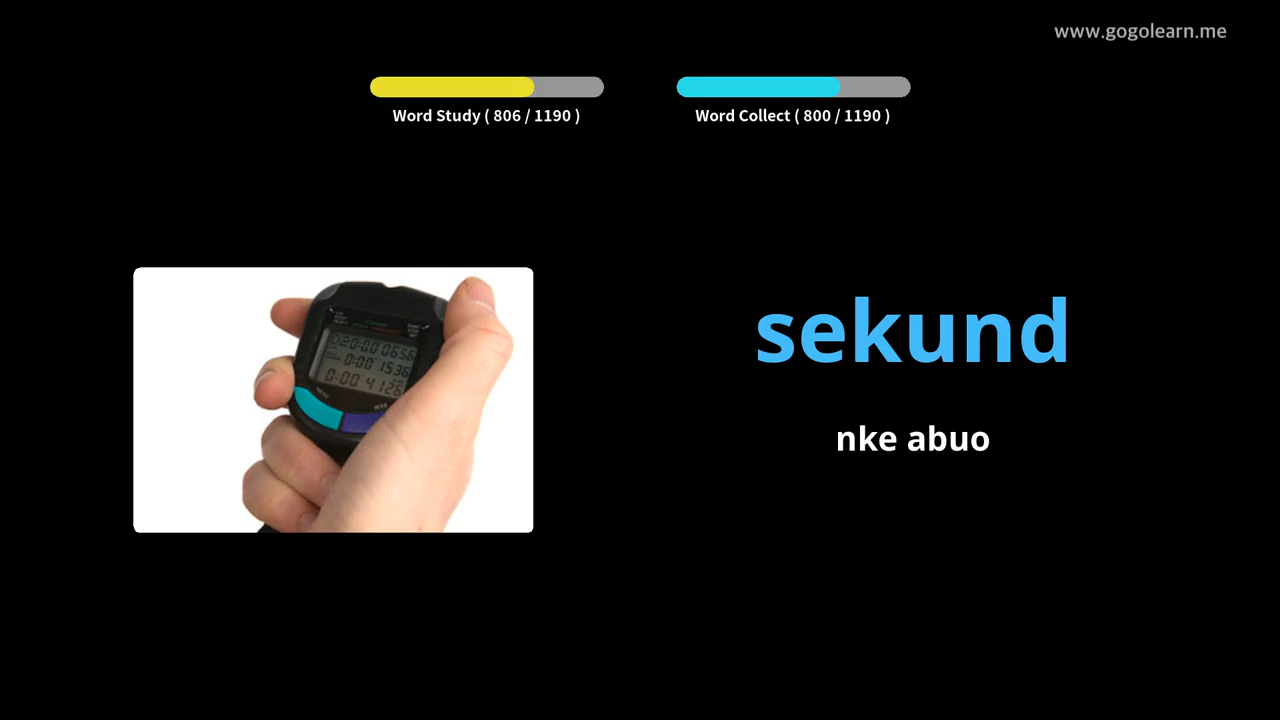 www.gogolearn.me
Word Study ( 806 / 1190 )
Word Collect ( 800 / 1190 )
sekund
nke abuo